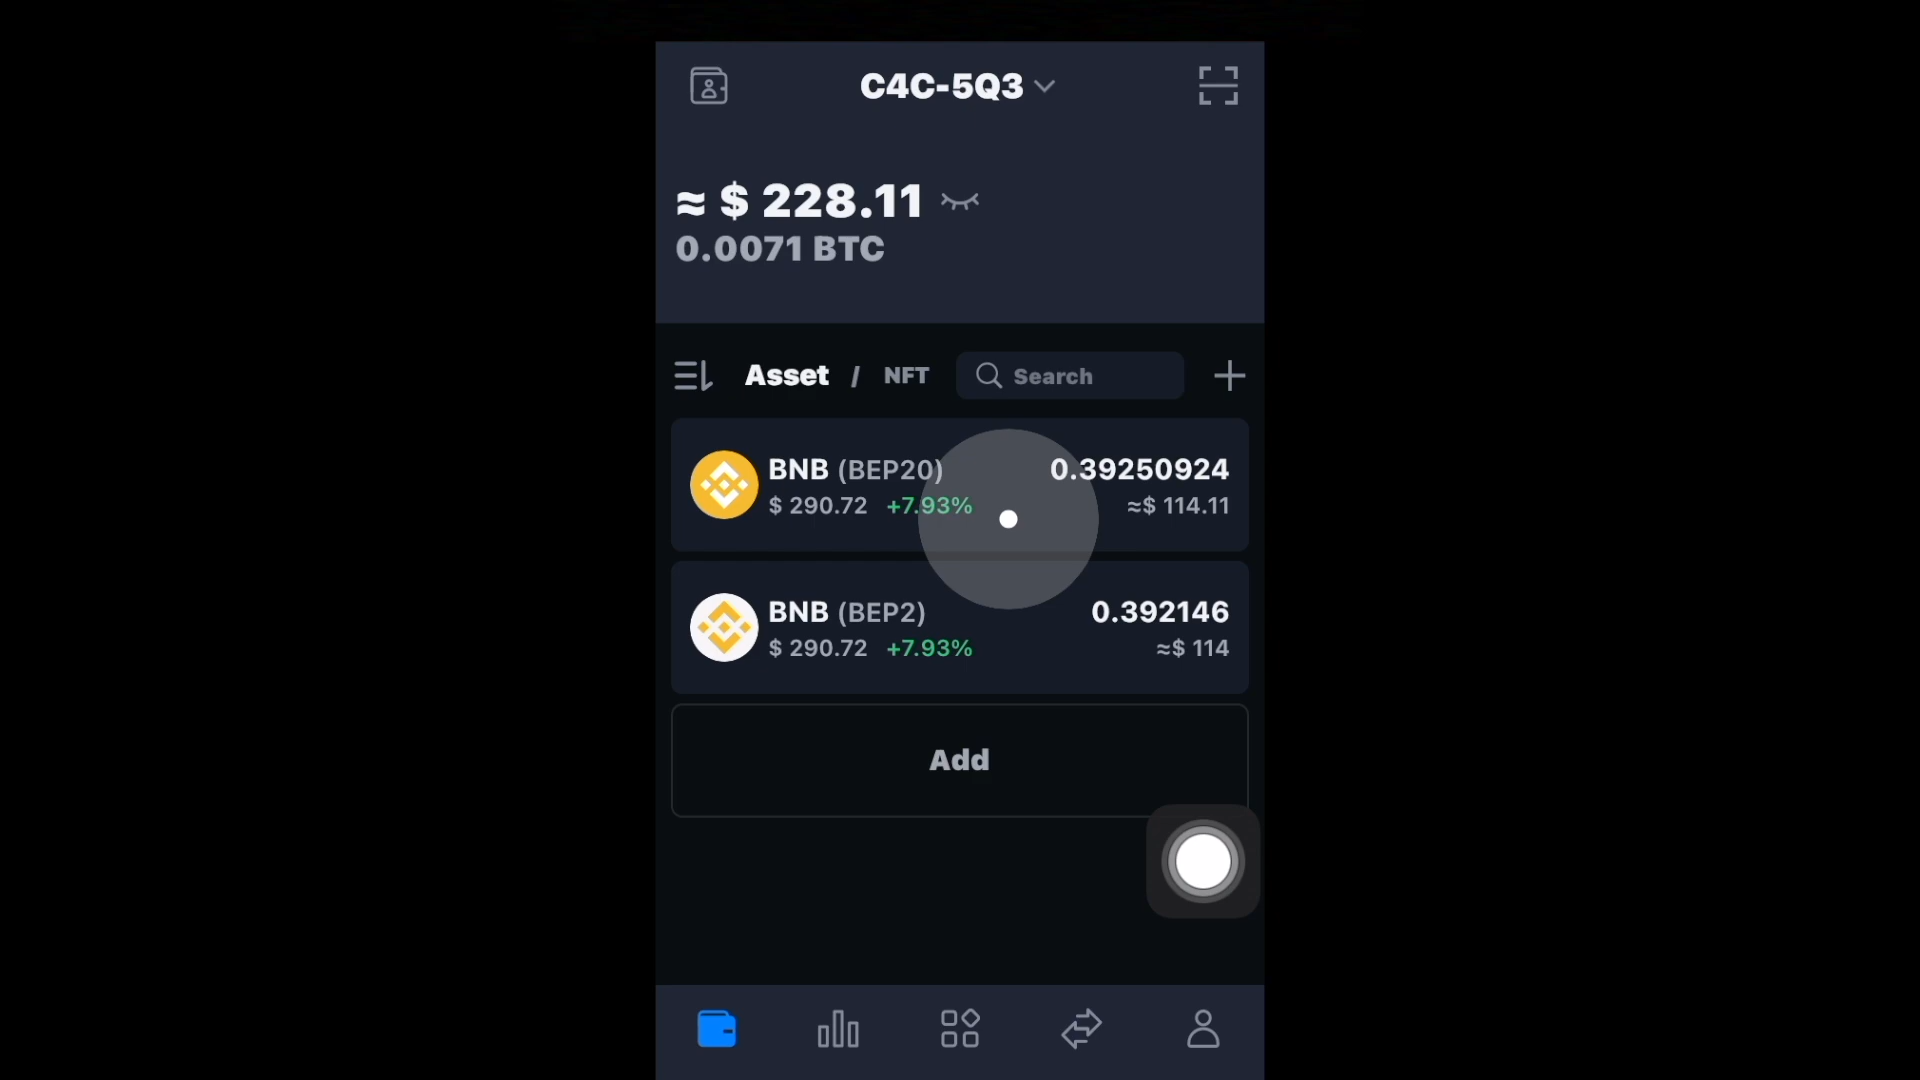 C4C-5Q3
≈ $ 228.11
0.0071 BTC
Asset / NFT Search
BNB (BEP20) 0.39250924
$ 290.72 +7.93% ≈$ 114.11
BNB (BEP2) 0.392146
$ 290.72 +7.93% ≈$ 114
Add